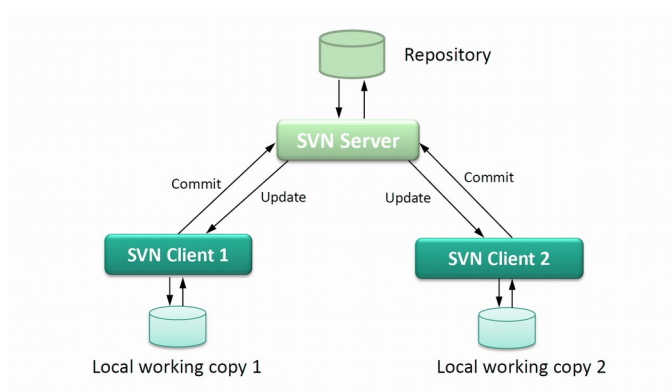 Repository
SVN Server
Commit
Update
Update
Commit
SVN Client 1
SVN Client 2
Local working copy 1
Local working copy 2